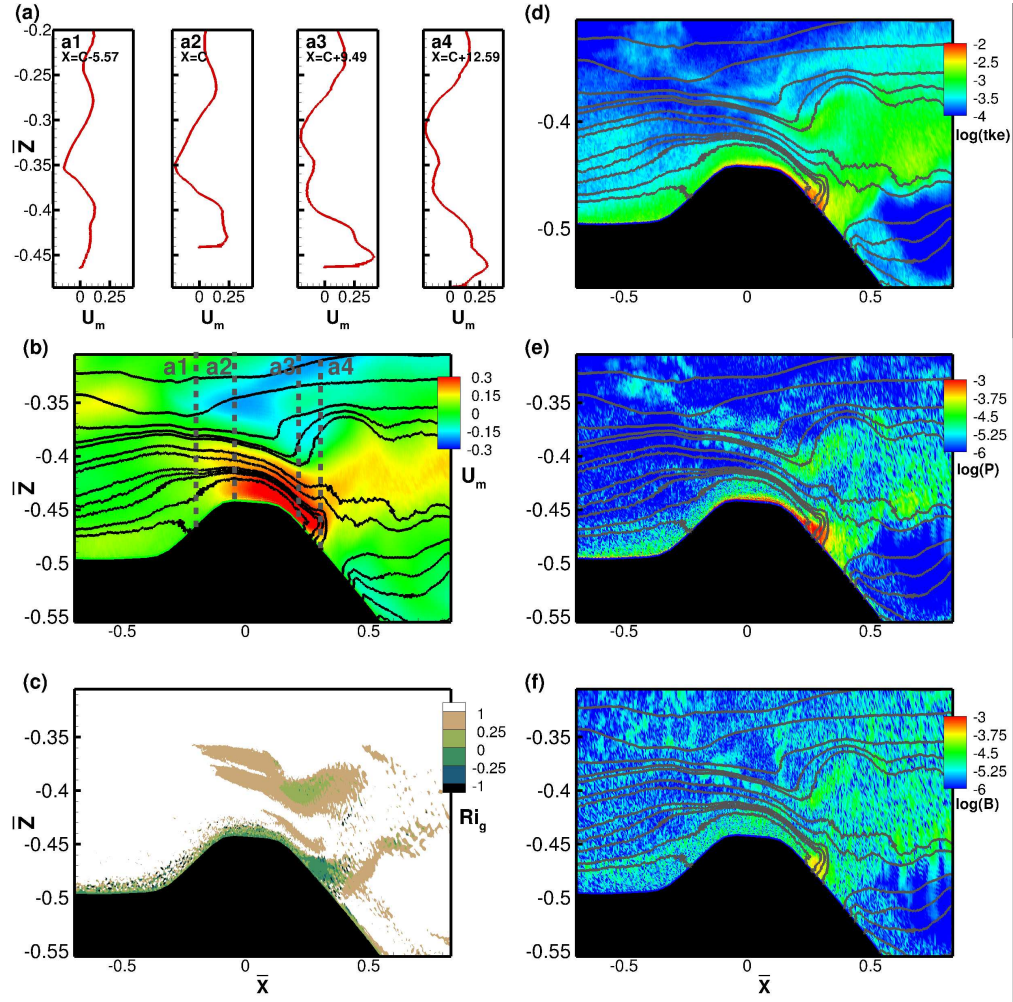 (a)
-0.2
-0.25
-0.3
-0.35
-0.4
-0.45
Z
a1
X=C-5.57
0 0.25
Um
a2
X=C
0 0.25
Um
a3
X=C+9.49
0 0.25
Um
a4
X=C+12.59
0 0.25
Um
(b)
a1 a2 a3 a4
-0.35
-0.4
-0.45
-0.5
-0.55
Z
-0.5 0 0.5
0.3
0.15
0
-0.15
-0.3
Um
(c)
-0.35
-0.4
-0.45
-0.5
-0.55
Z
-0.5 0 0.5
X
1
0.25
0
-0.25
-1
Rig
(d)
-0.4
-0.5
-0.5 0 0.5
-2
-2.5
-3
-3.5
-4
log(tke)
(e)
-0.35
-0.4
-0.45
-0.5
-0.55
-0.5 0 0.5
-3
-3.75
-4.5
-5.25
-6
log(P)
(f)
-0.35
-0.4
-0.45
-0.5
-0.55
-0.5 0 0.5
X
-3
-3.75
-4.5
-5.25
-6
log(B)